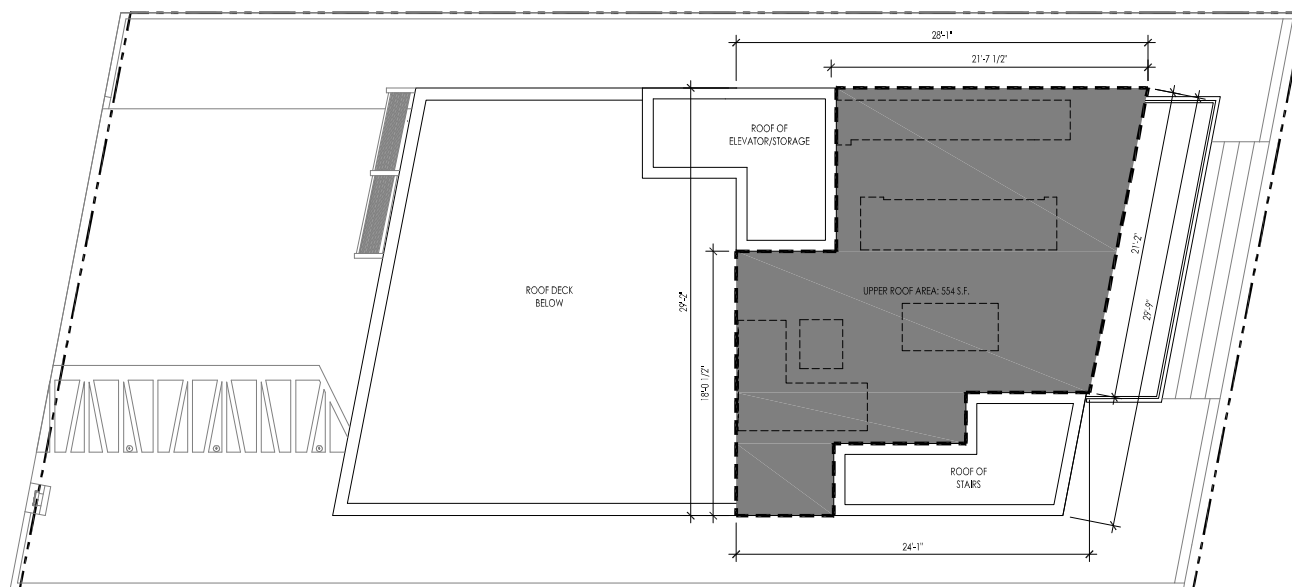 28'-1"
21'-7 1/2"
ROOF OF
ELEVATOR/STORAGE
21'-2"
29'-9"
ROOF DECK
BELOW
29'-2"
UPPER ROOF AREA: 554 S.F.
18'-0 1/2"
ROOF OF
STAIRS
24'-1"